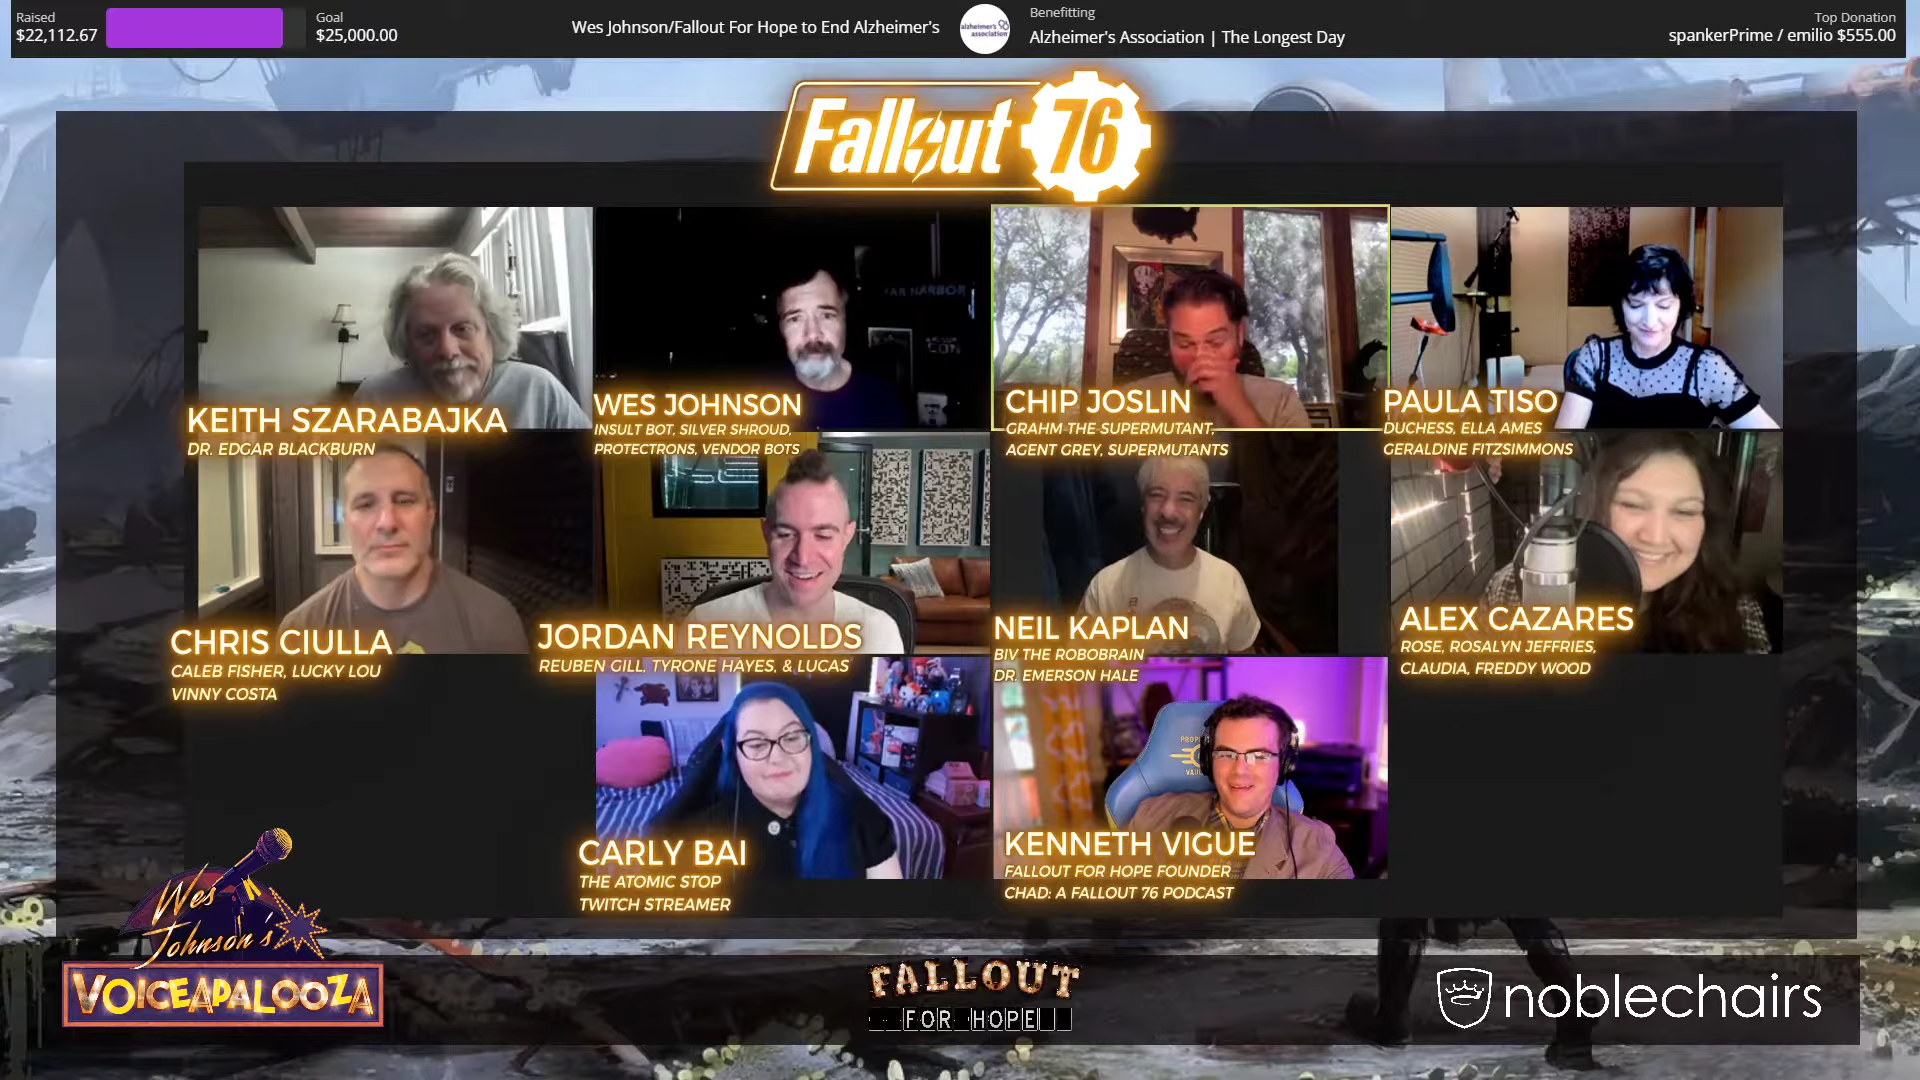 Raised
$22,112.67
Goal
$25,000.00
Wes Johnson/Fallout For Hope to End Alzheimer's
alzheimer's association
Benefitting
Alzheimer's Association | The Longest Day
Top Donation
spankerPrime / emilio $555.00
Fallout 76
KEITH SZARABAJKA
DR. EDGAR BLACKBURN
WES JOHNSON
INSULT BOT, SILVER SHROUD,
PROTECTRONS, VENDOR BOTS
CHIP JOSLIN
GRAHM THE SUPERMUTANT,
AGENT GREY, SUPERMUTANTS
PAULA TISO
DUCHESS, ELLA AMES
GERALDINE FITZSIMMONS
CHRIS CIULLA
CALEB FISHER, LUCKY LOU
VINNY COSTA
JORDAN REYNOLDS
REUBEN GILL, TYRONE HAYES, & LUCAS
NEIL KAPLAN
BIV THE ROBOBRAIN
DR. EMERSON HALE
ALEX CAZARES
ROSE, ROSALYN JEFFRIES,
CLAUDIA, FREDDY WOOD
CARLY BAI
THE ATOMIC STOP
TWITCH STREAMER
KENNETH VIGUE
FALLOUT FOR HOPE FOUNDER
CHAD: A FALLOUT 76 PODCAST
Wes
Johnson's
VOICEAPALOOZA
FALLOUT
FOR HOPE
noblechairs